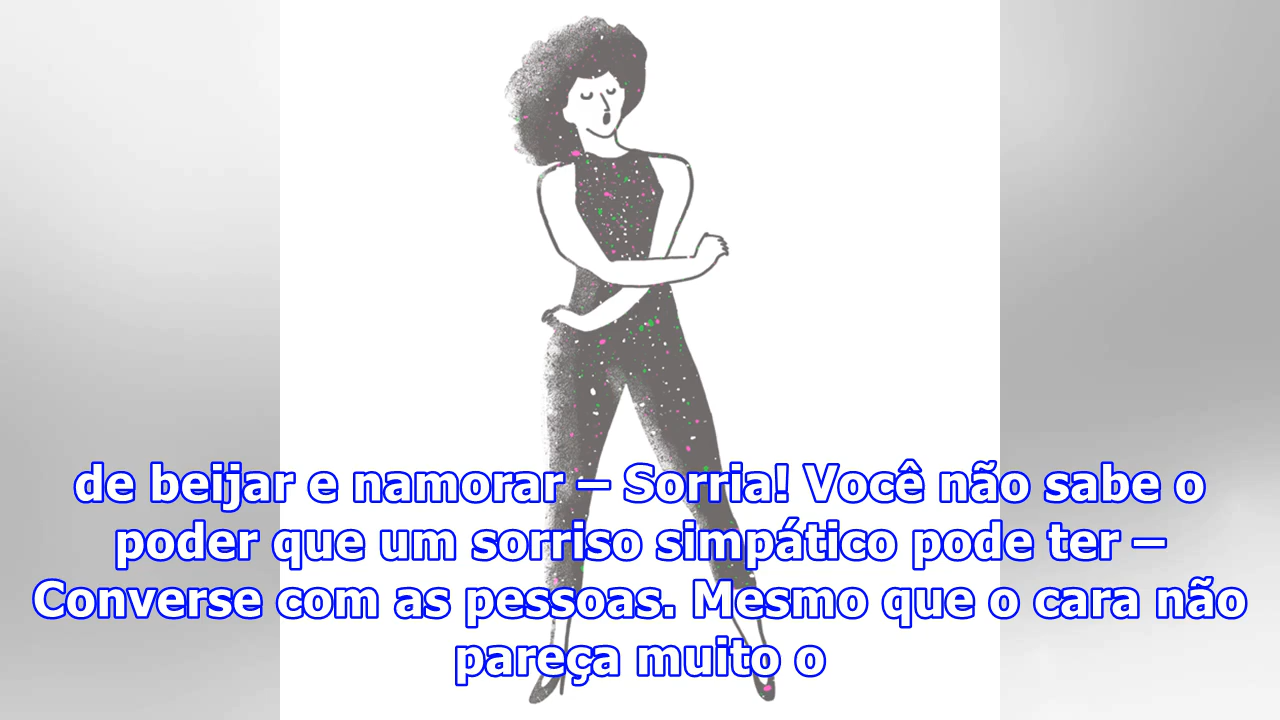 de beijar e namorar – Sorria! Você não sabe o
poder que um sorriso simpático pode ter –
Converse com as pessoas. Mesmo que o cara não
pareça muito o